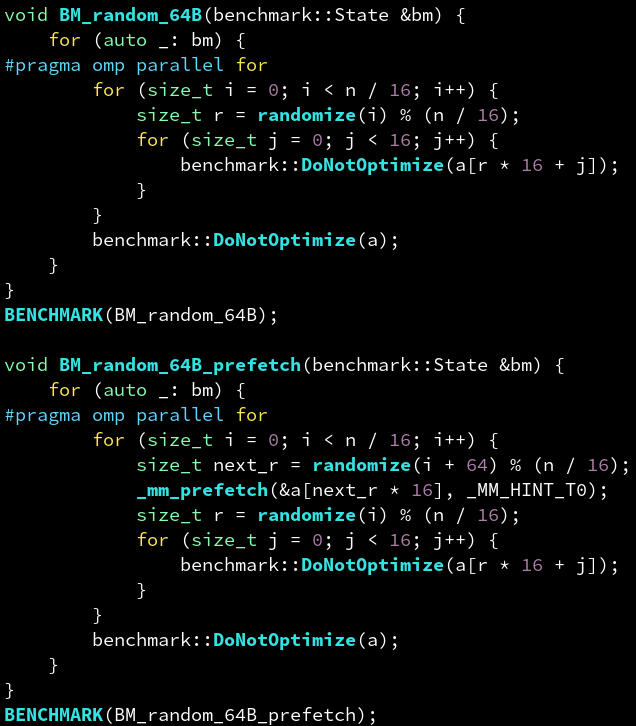 void BM_random_64B(benchmark::State &bm) {
    for (auto _: bm) {
#pragma omp parallel for
        for (size_t i = 0; i < n / 16; i++) {
            size_t r = randomize(i) % (n / 16);
            for (size_t j = 0; j < 16; j++) {
                benchmark::DoNotOptimize(a[r * 16 + j]);
            }
        }
        benchmark::DoNotOptimize(a);
    }
}
BENCHMARK(BM_random_64B);

void BM_random_64B_prefetch(benchmark::State &bm) {
    for (auto _: bm) {
#pragma omp parallel for
        for (size_t i = 0; i < n / 16; i++) {
            size_t next_r = randomize(i + 64) % (n / 16);
            _mm_prefetch(&a[next_r * 16], _MM_HINT_T0);
            size_t r = randomize(i) % (n / 16);
            for (size_t j = 0; j < 16; j++) {
                benchmark::DoNotOptimize(a[r * 16 + j]);
            }
        }
        benchmark::DoNotOptimize(a);
    }
}
BENCHMARK(BM_random_64B_prefetch);